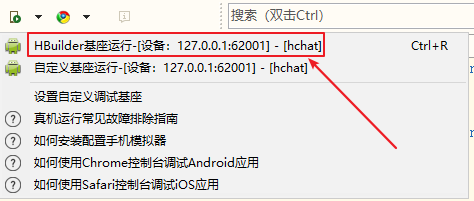 搜索（双击Ctrl）
HBuilder基座运行-[设备：127.0.0.1:62001] - [hchat] Ctrl+R
自定义基座运行-[设备：127.0.0.1:62001] - [hchat]
设置自定义调试基座
真机运行常见故障排除指南
如何安装配置手机模拟器
如何使用Chrome控制台调试Android应用
如何使用Safari控制台调试iOS应用